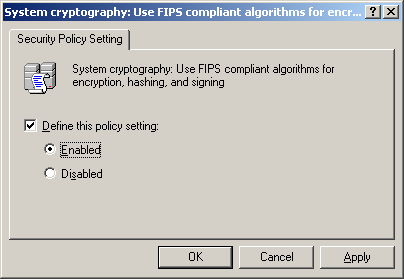 System cryptography: Use FIPS compliant algorithms for encr...
Security Policy Setting
System cryptography: Use FIPS compliant algorithms for
encryption, hashing, and signing
Define this policy setting:
Enabled
Disabled
OK Cancel Apply